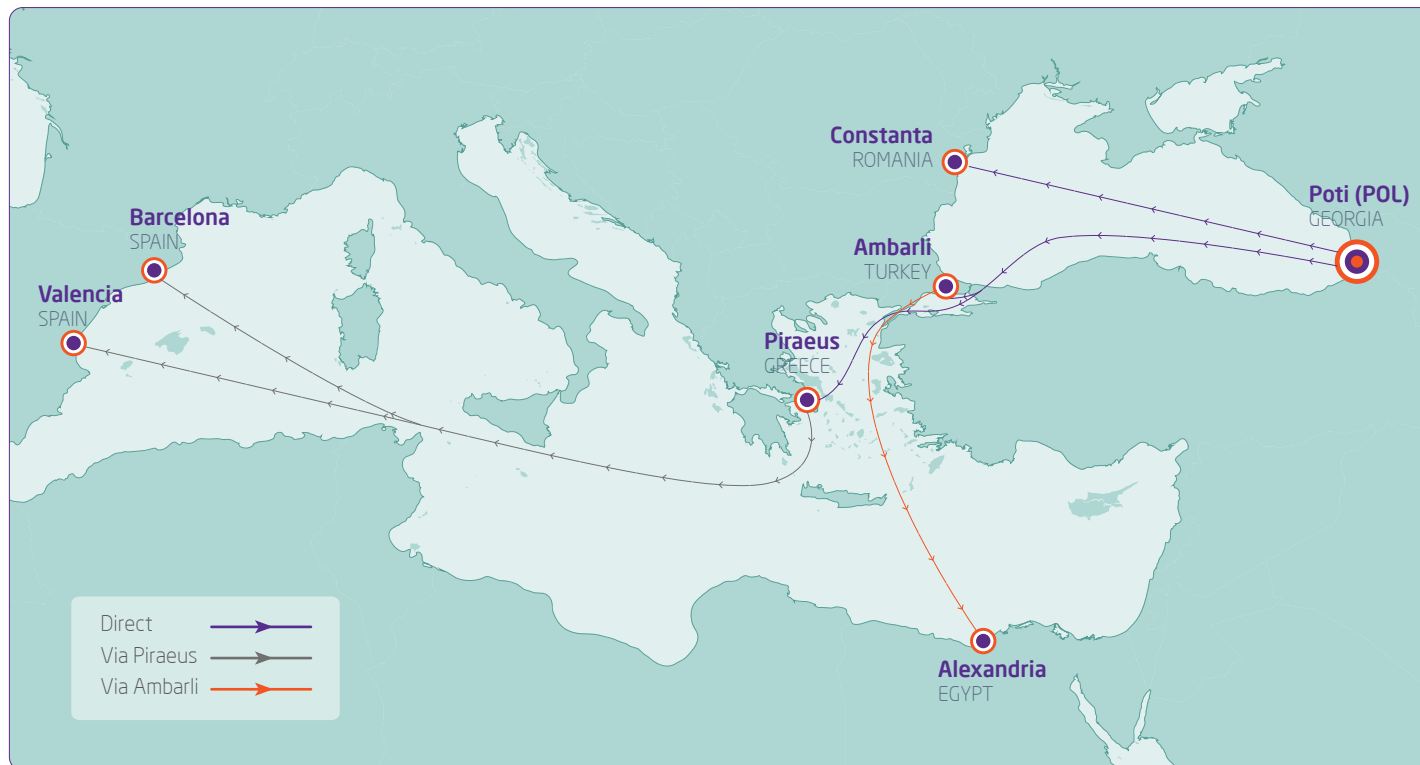 Constanta
ROMANIA
Poti (POL)
GEORGIA
Barcelona
SPAIN
Ambarli
TURKEY
Valencia
SPAIN
Piraeus
GREECE
Alexandria
EGYPT
Direct
Via Piraeus
Via Ambarli